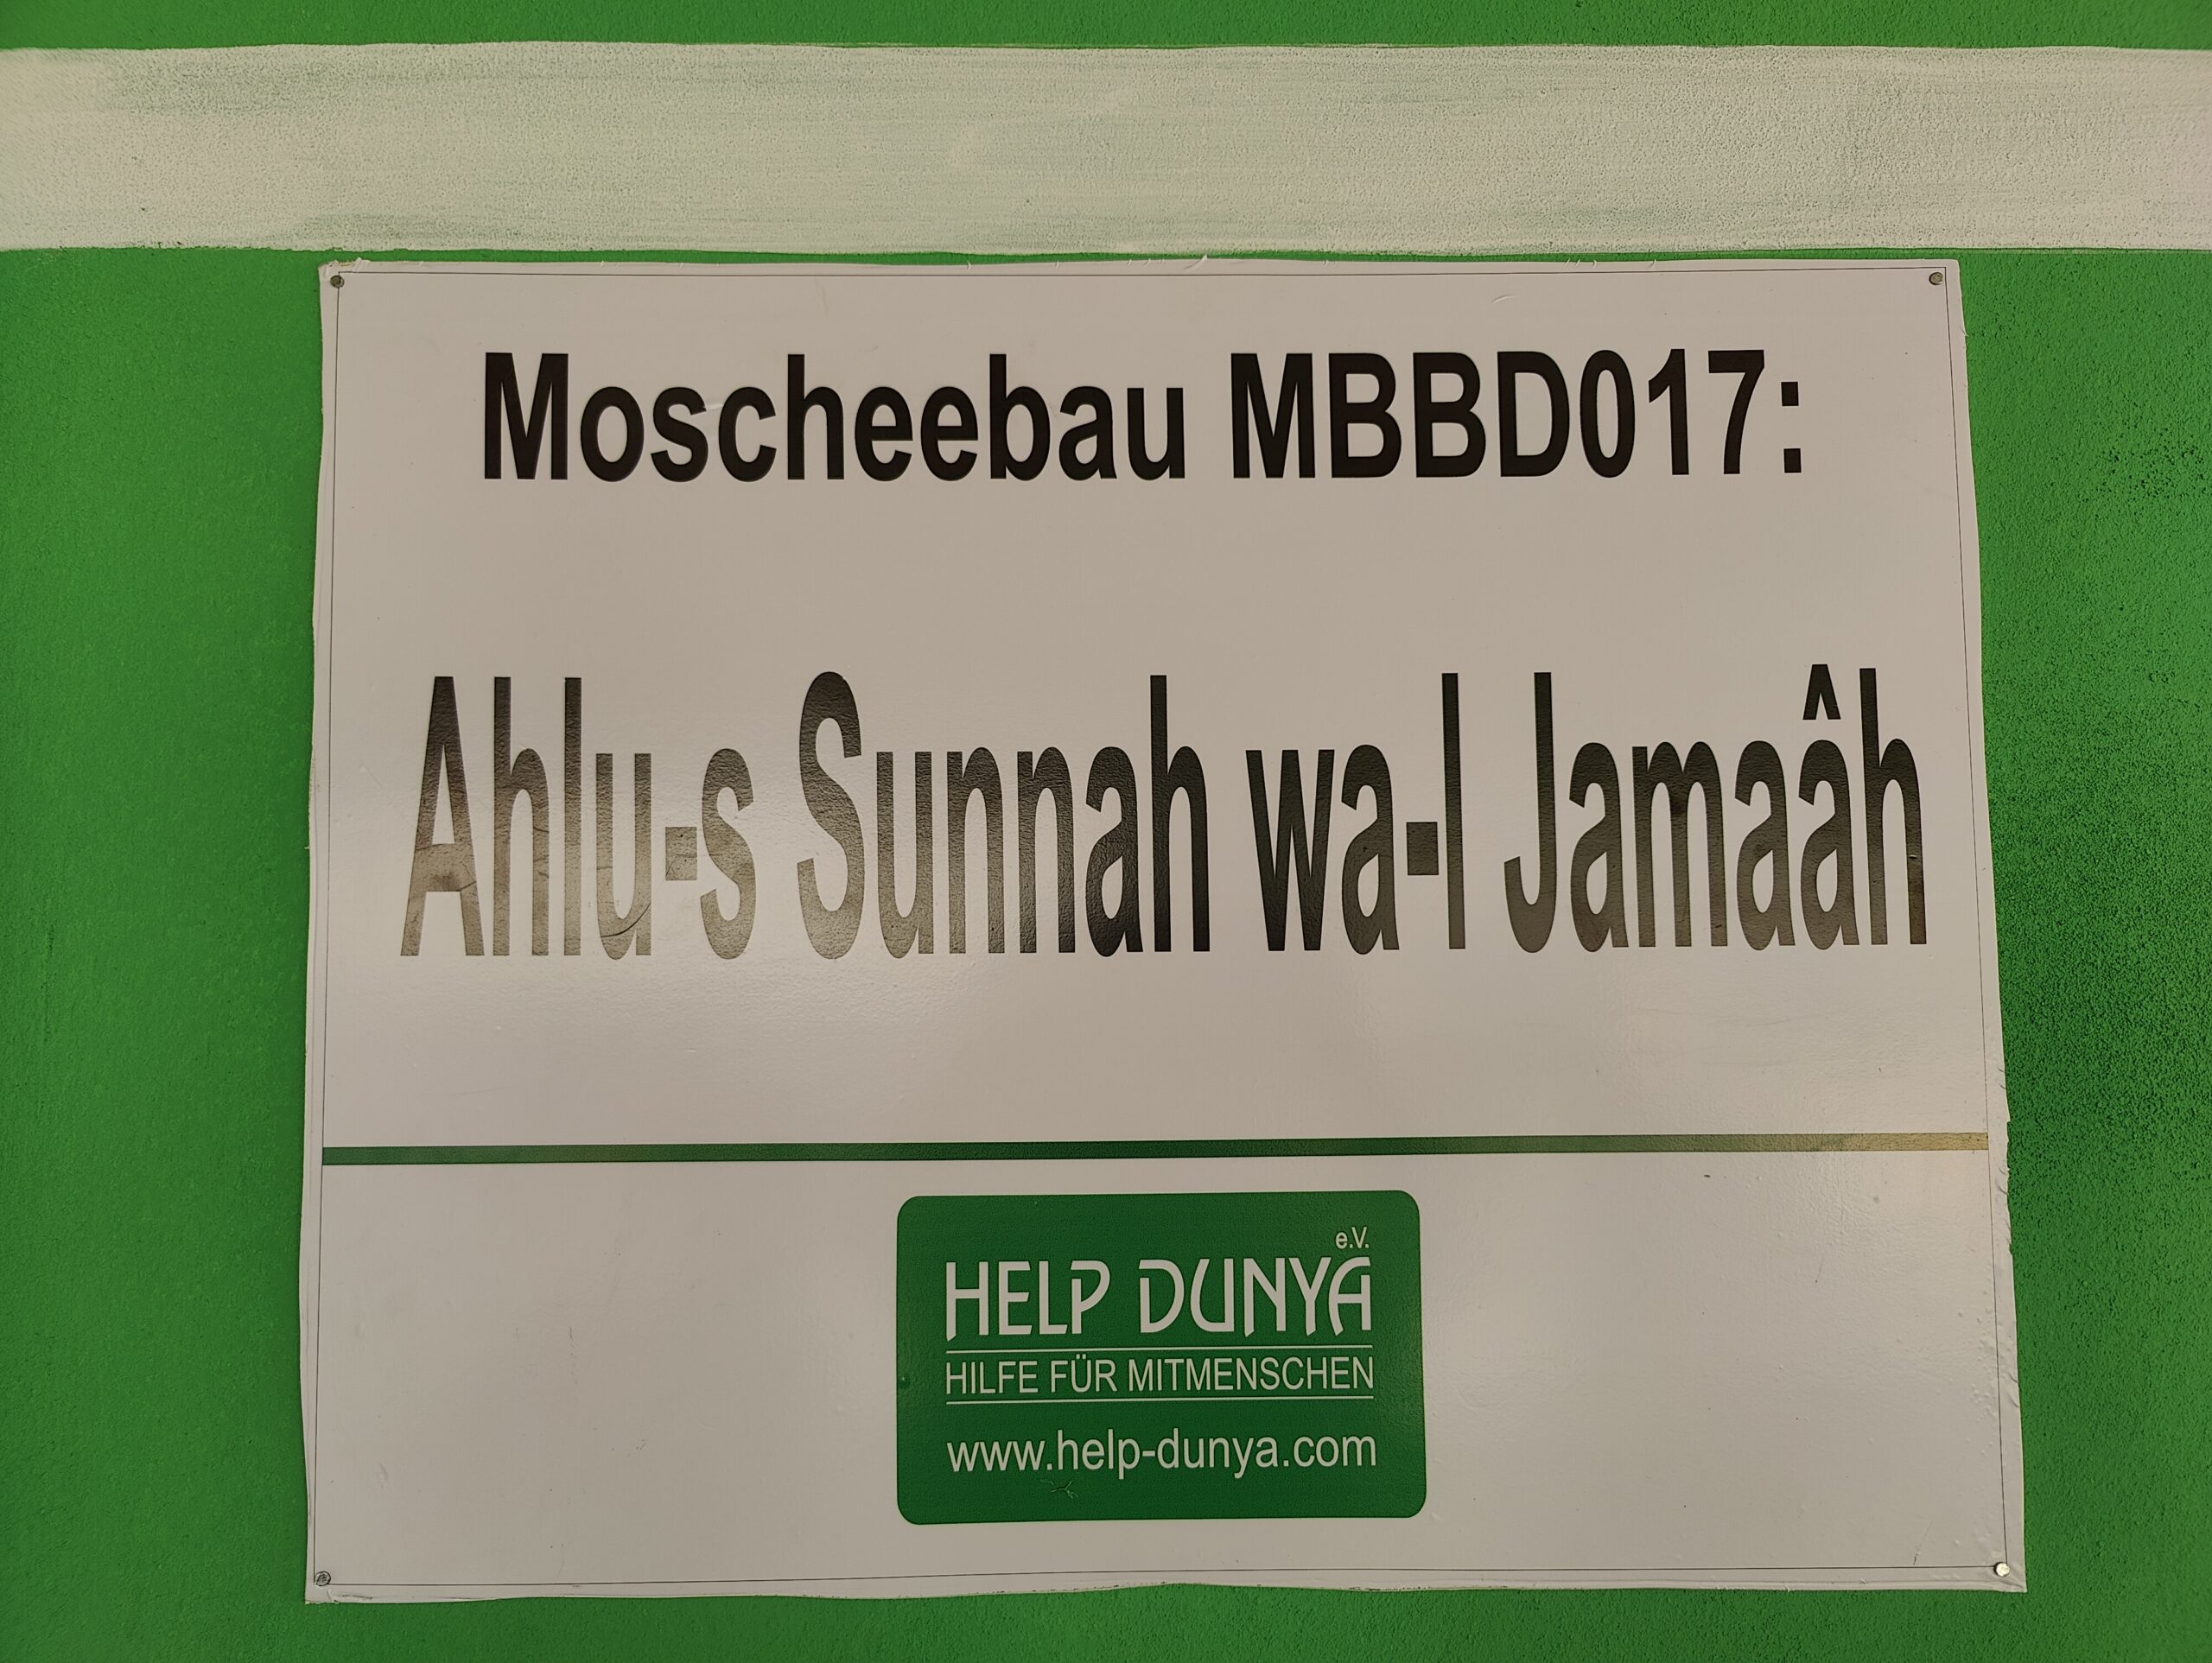 Moscheebau MBBD017:
Ahlu-s Sunnah wa-l Jamaâh
e.V.
HELP DUNYA
HILFE FÜR MITMENSCHEN
www.help-dunya.com